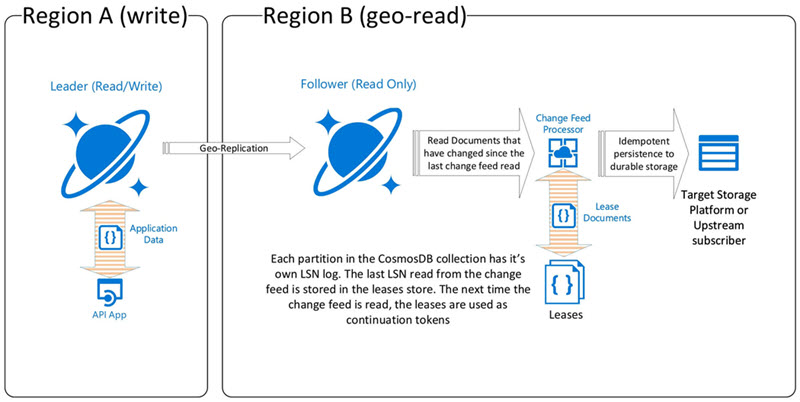 Region A (write)
Region B (geo-read)
Leader (Read/Write)
Follower (Read Only)
Geo-Replication
Application
Data
API App
Read Documents that
have changed since the
last change feed read
Change Feed
Processor
Idempotent
persistence to
durable storage
Target Storage
Platform or
Upstream
subscriber
Lease
Documents
Leases
Each partition in the CosmosDB collection has it's
own LSN log. The last LSN read from the change
feed is stored in the leases store. The next time the
change feed is read, the leases are used as
continuation tokens